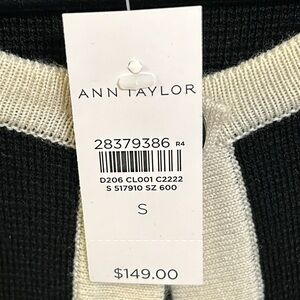 ANN TAYLOR
28379386 R4
D206 CL001 C2222
S 517910 SZ 600
S
$149.00